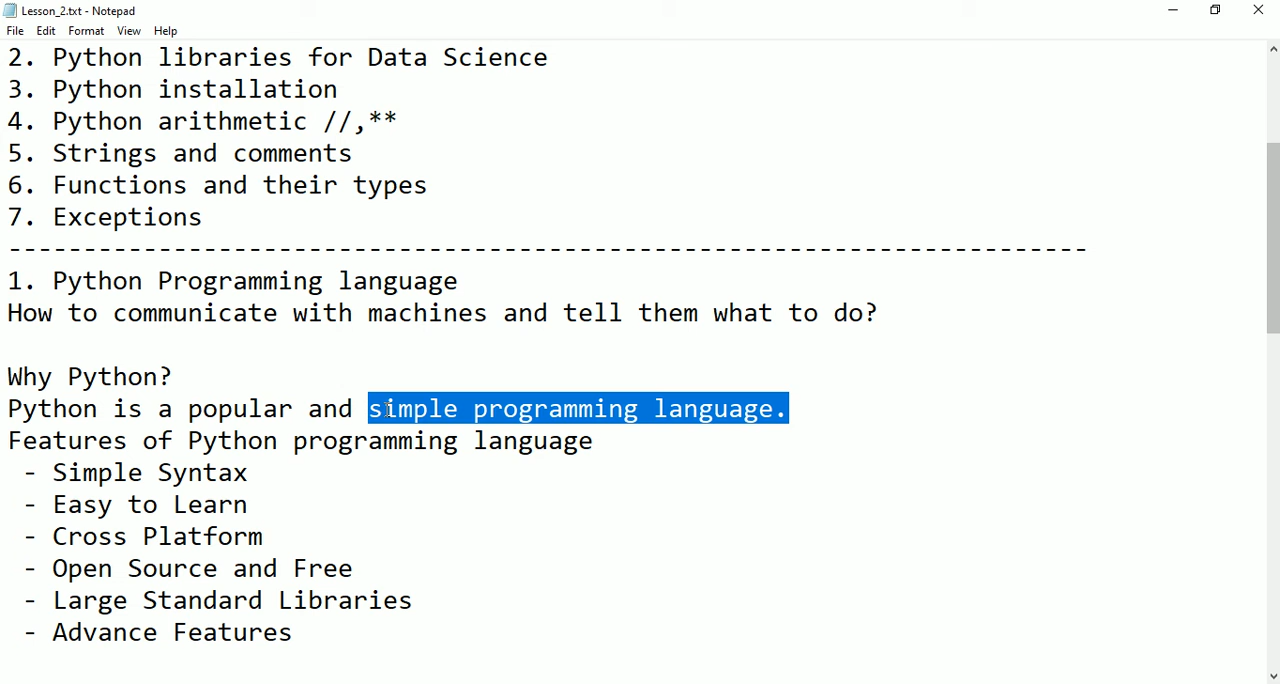 Lesson_2.txt - Notepad
File Edit Format View Help
2. Python libraries for Data Science
3. Python installation
4. Python arithmetic //,**
5. Strings and comments
6. Functions and their types
7. Exceptions
------------------------------------------------------------------------
1. Python Programming language
How to communicate with machines and tell them what to do?
Why Python?
Python is a popular and simple programming language.
Features of Python programming language
- Simple Syntax
- Easy to Learn
- Cross Platform
- Open Source and Free
- Large Standard Libraries
- Advance Features